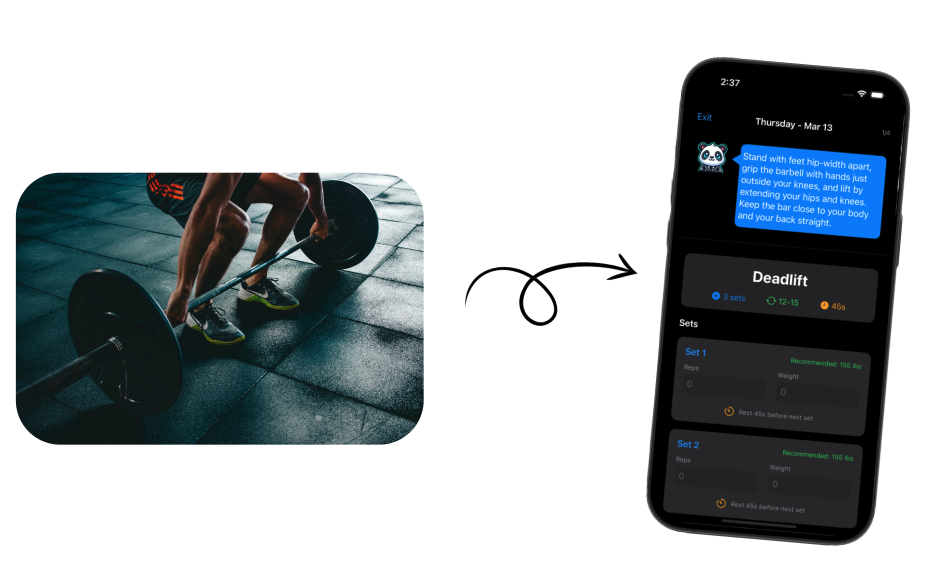 2:37
Exit
Thursday - Mar 13
1/4
Stand with feet hip-width apart,
grip the barbell with hands just
outside your knees, and lift by
extending your hips and knees.
Keep the bar close to your body
and your back straight.
Deadlift
3 sets
12-15
45s
Sets
Set 1
Recommended: 155 lbs
Reps
Weight
0
0
Rest 45s before next set
Set 2
Recommended: 155 lbs
Reps
Weight
0
0
Rest 45s before next set